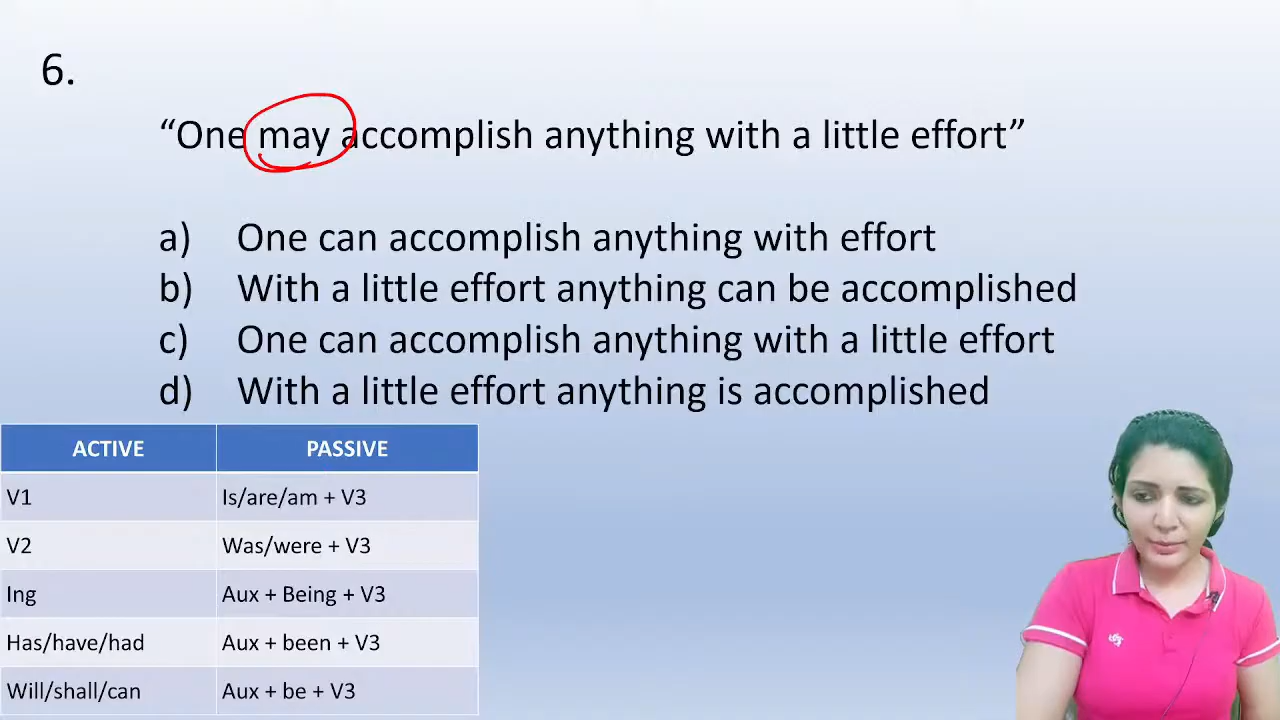 6.
“One may accomplish anything with a little effort”
a) One can accomplish anything with effort
b) With a little effort anything can be accomplished
c) One can accomplish anything with a little effort
d) With a little effort anything is accomplished
ACTIVE PASSIVE
V1 Is/are/am + V3
V2 Was/were + V3
Ing Aux + Being + V3
Has/have/had Aux + been + V3
Will/shall/can Aux + be + V3